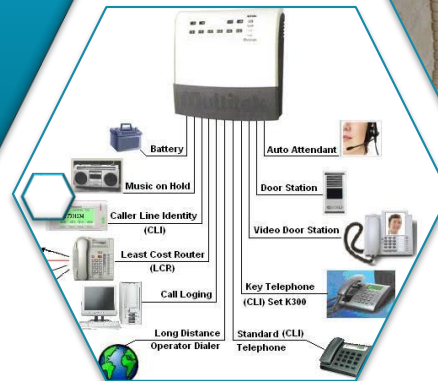 Multitek
Battery
Music on Hold
Caller Line Identity
(CLI)
Least Cost Router
(LCR)
Call Loging
Long Distance
Operator Dialer
Auto Attendant
Door Station
Video Door Station
Key Telephone
(CLI) Set K300
Standard (CLI)
Telephone